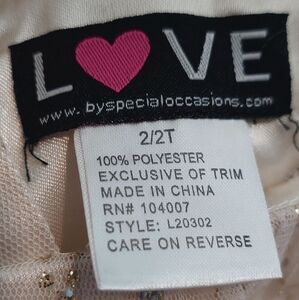 L♥VE
www.byspecialoccasions.com
2/2T
100% POLYESTER
EXCLUSIVE OF TRIM
MADE IN CHINA
RN# 104007
STYLE: L20302
CARE ON REVERSE